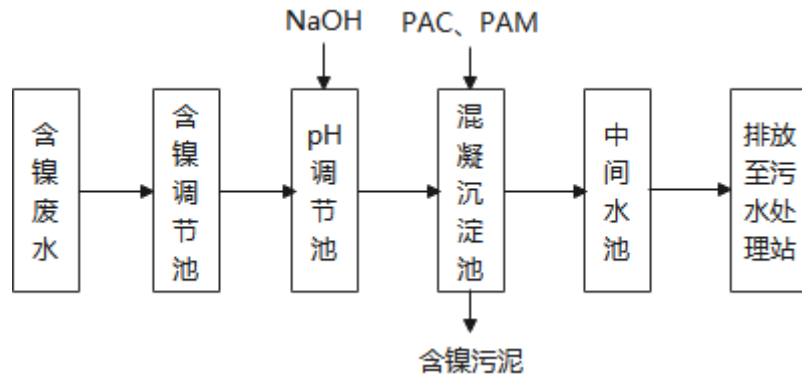 NaOH
PAC、PAM
含镍废水
含镍调节池
pH调节池
混凝沉淀池
中间水池
排放至污水处理站
含镍污泥